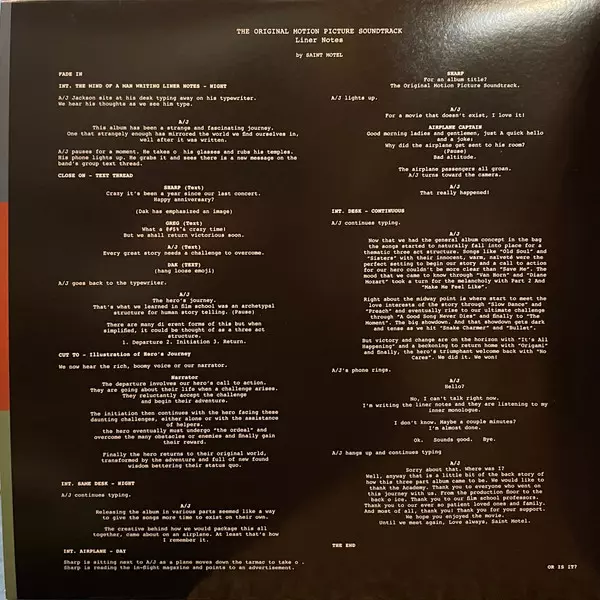 THE ORIGINAL MOTION PICTURE SOUNDTRACK
Liner Notes
by SAINT MOTEL
FADE IN
INT. THE MIND OF A MAN WRITING LINER NOTES - NIGHT
A/J Jackson sits at his desk typing away on his typewriter.
We hear his thoughts as we see him type.
A/J
This album has been a strange and fascinating journey.
One that strangely enough has mirrored the world we find ourselves in,
well after it was written.
A/J pauses for a moment. He takes o his glasses and rubs his temples.
His phone lights up. He grabs it and sees there is a new message on the
band's group text thread.
CLOSE ON - TEXT THREAD
SHARP (Text)
Crazy it's been a year since our last concert.
Happy anniversary?
(Dak has emphasized an image)
GREG (Text)
What a E#$%"s crazy time!
But we shall return victorious soon.
A/J (Text)
Every great story needs a challenge to overcome.
DAK (TEXT)
(hang loose emoji)
A/J goes back to the typewriter.
A/J
The hero's journey.
That's what we learned in film school was an archetypal
structure for human story telling. (Pause)
There are many di erent forms of this but when
simplified, it could be thought of as a three act
structure.
1. Departure 2. Initiation 3. Return.
CUT TO - Illustration of Hero's Journey
We now hear the rich, boomy voice or our narrator.
Narrator
The departure involves our hero's call to action.
They are going about their life when a challenge arises.
They reluctantly accept the challenge
and begin their adventure.
The initiation then continues with the hero facing these
daunting challenges, either alone or with the assistance
of helpers.
the hero eventually must undergo "the ordeal" and
overcome the many obstacles or enemies and finally gain
their reward.
Finally the hero returns to their original world,
transformed by the adventure and full of new found
wisdom bettering their status quo.
INT. SAME DESK - NIGHT
A/J continues typing.
A/J
Releasing the album in various parts seemed like a way
to give the songs more time to exist on their own.
The creative behind how we would package this all
together, came about on an airplane. At least that's how
I remember it.
INT. AIRPLANE - DAY
Sharp is sitting next to A/J as a plane moves down the tarmac to take o .
Sharp is reading the in-flight magazine and points to an advertisement.
SHARP
For an album title?
The Original Motion Picture Soundtrack.
A/J lights up.
A/J
For a movie that doesn't exist, I love it!
AIRPLANE CAPTAIN
Good morning ladies and gentlemen, just A quick hello
and a joke:
Why did the airplane get sent to his room?
(Pause)
Bad altitude.
The airplane passengers all groan.
A/J turns toward the camera.
A/J
That really happened!
INT. DESK - CONTINUOUS
A/J continues typing.
A/J
Now that we had the general album concept in the bag
the songs started to naturally fall into place for a
thematic three act structure. Songs like "Old Soul" and
"Sisters" with their innocent, warm, naivete were the
perfect setting to begin our story and a call to action
for our hero couldn't be more clear than "Save Me". The
mood that we came to know through "Van Horn" and "Diane
Mozart" took a turn for the melancholy with Part 2 And
"Make Me Feel Like".
Right about the midway point is where start to meet the
love interests of the story through "Slow Dance" and
"Preach" and eventually rise to our ultimate challenge
through "A Good Song Never Dies" and finally to "The
Moment". The big showdown. And that showdown gets dark
and tense as we hit "Snake Charmer" and "Bullet".
But victory and change are on the horizon with "It's All
Happening" and a beckoning to return home with "Origami"
and finally, the hero's triumphant welcome back with "No
Cares". We did it. We won!
A/J's phone rings.
A/J
Hello?
No, I can't talk right now.
I'm writing the liner notes and they are listening to my
inner monologue.
I don't know. Maybe a couple minutes?
I'm almost done.
Ok. Sounds good. Bye.
A/J hangs up and continues typing
A/J
Sorry about that. Where was I?
Well, anyway that is a little bit of the back story of
how this three part album came to be. We would like to
thank the Academy. Thank you to everyone who went on
this journey with us. From the production floor to the
back o ice. Thank you to our film school professors.
Thank you to our ever so patient loved ones and family.
And most of all, thank you! Thank you for your support.
We hope you enjoyed the movie.
Until we meet again, Love always, Saint Motel.
THE END
OR IS IT?